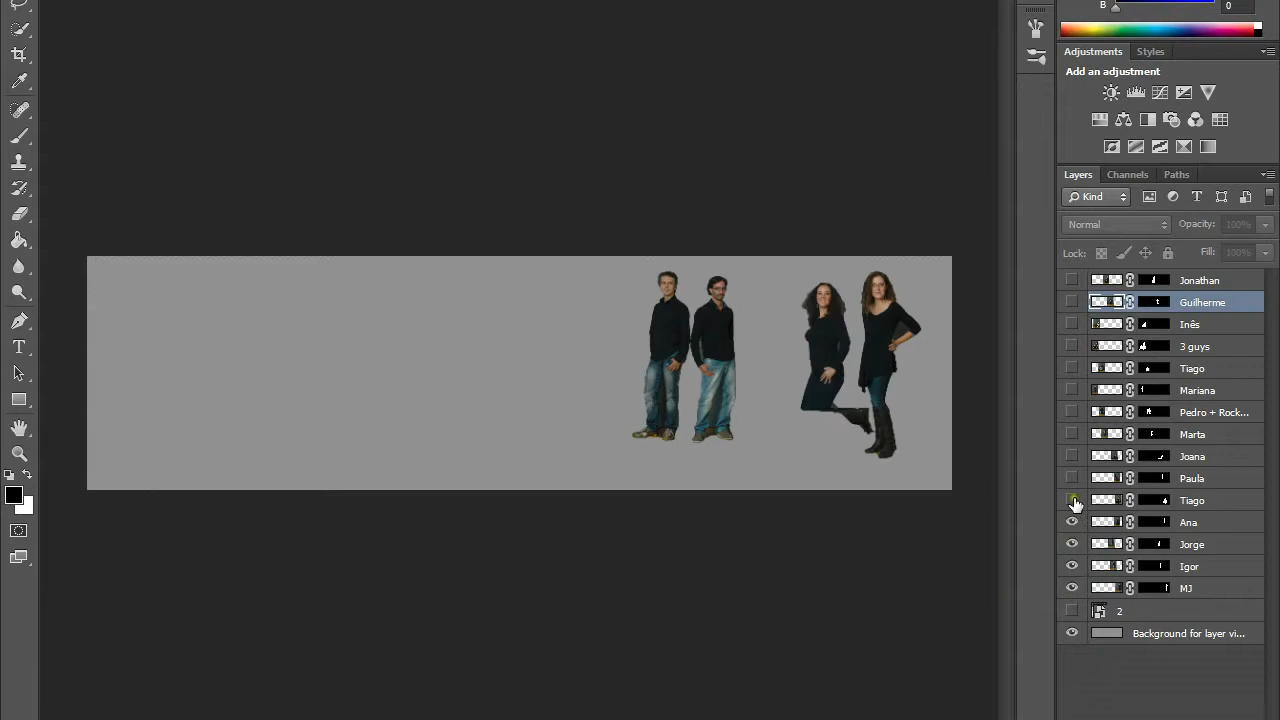 B
0
Adjustments Styles
Add an adjustment
Layers Channels Paths
Kind
T
Normal Opacity: 100%
Lock: Fill: 100%
Jonathan
Guilherme
Inês
3 guys
Tiago
Mariana
Pedro + Rock...
Marta
Joana
Paula
Tiago
Ana
Jorge
Igor
MJ
2
Background for layer vi...